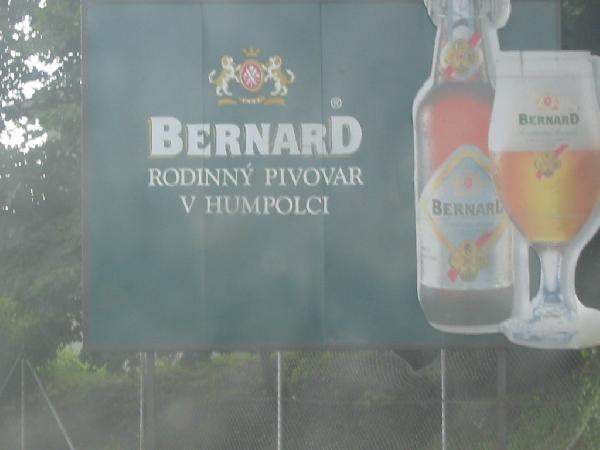 ®
BERNARD
RODINNÝ PIVOVAR
V HUMPOLCI
BERNARD
BERNARD